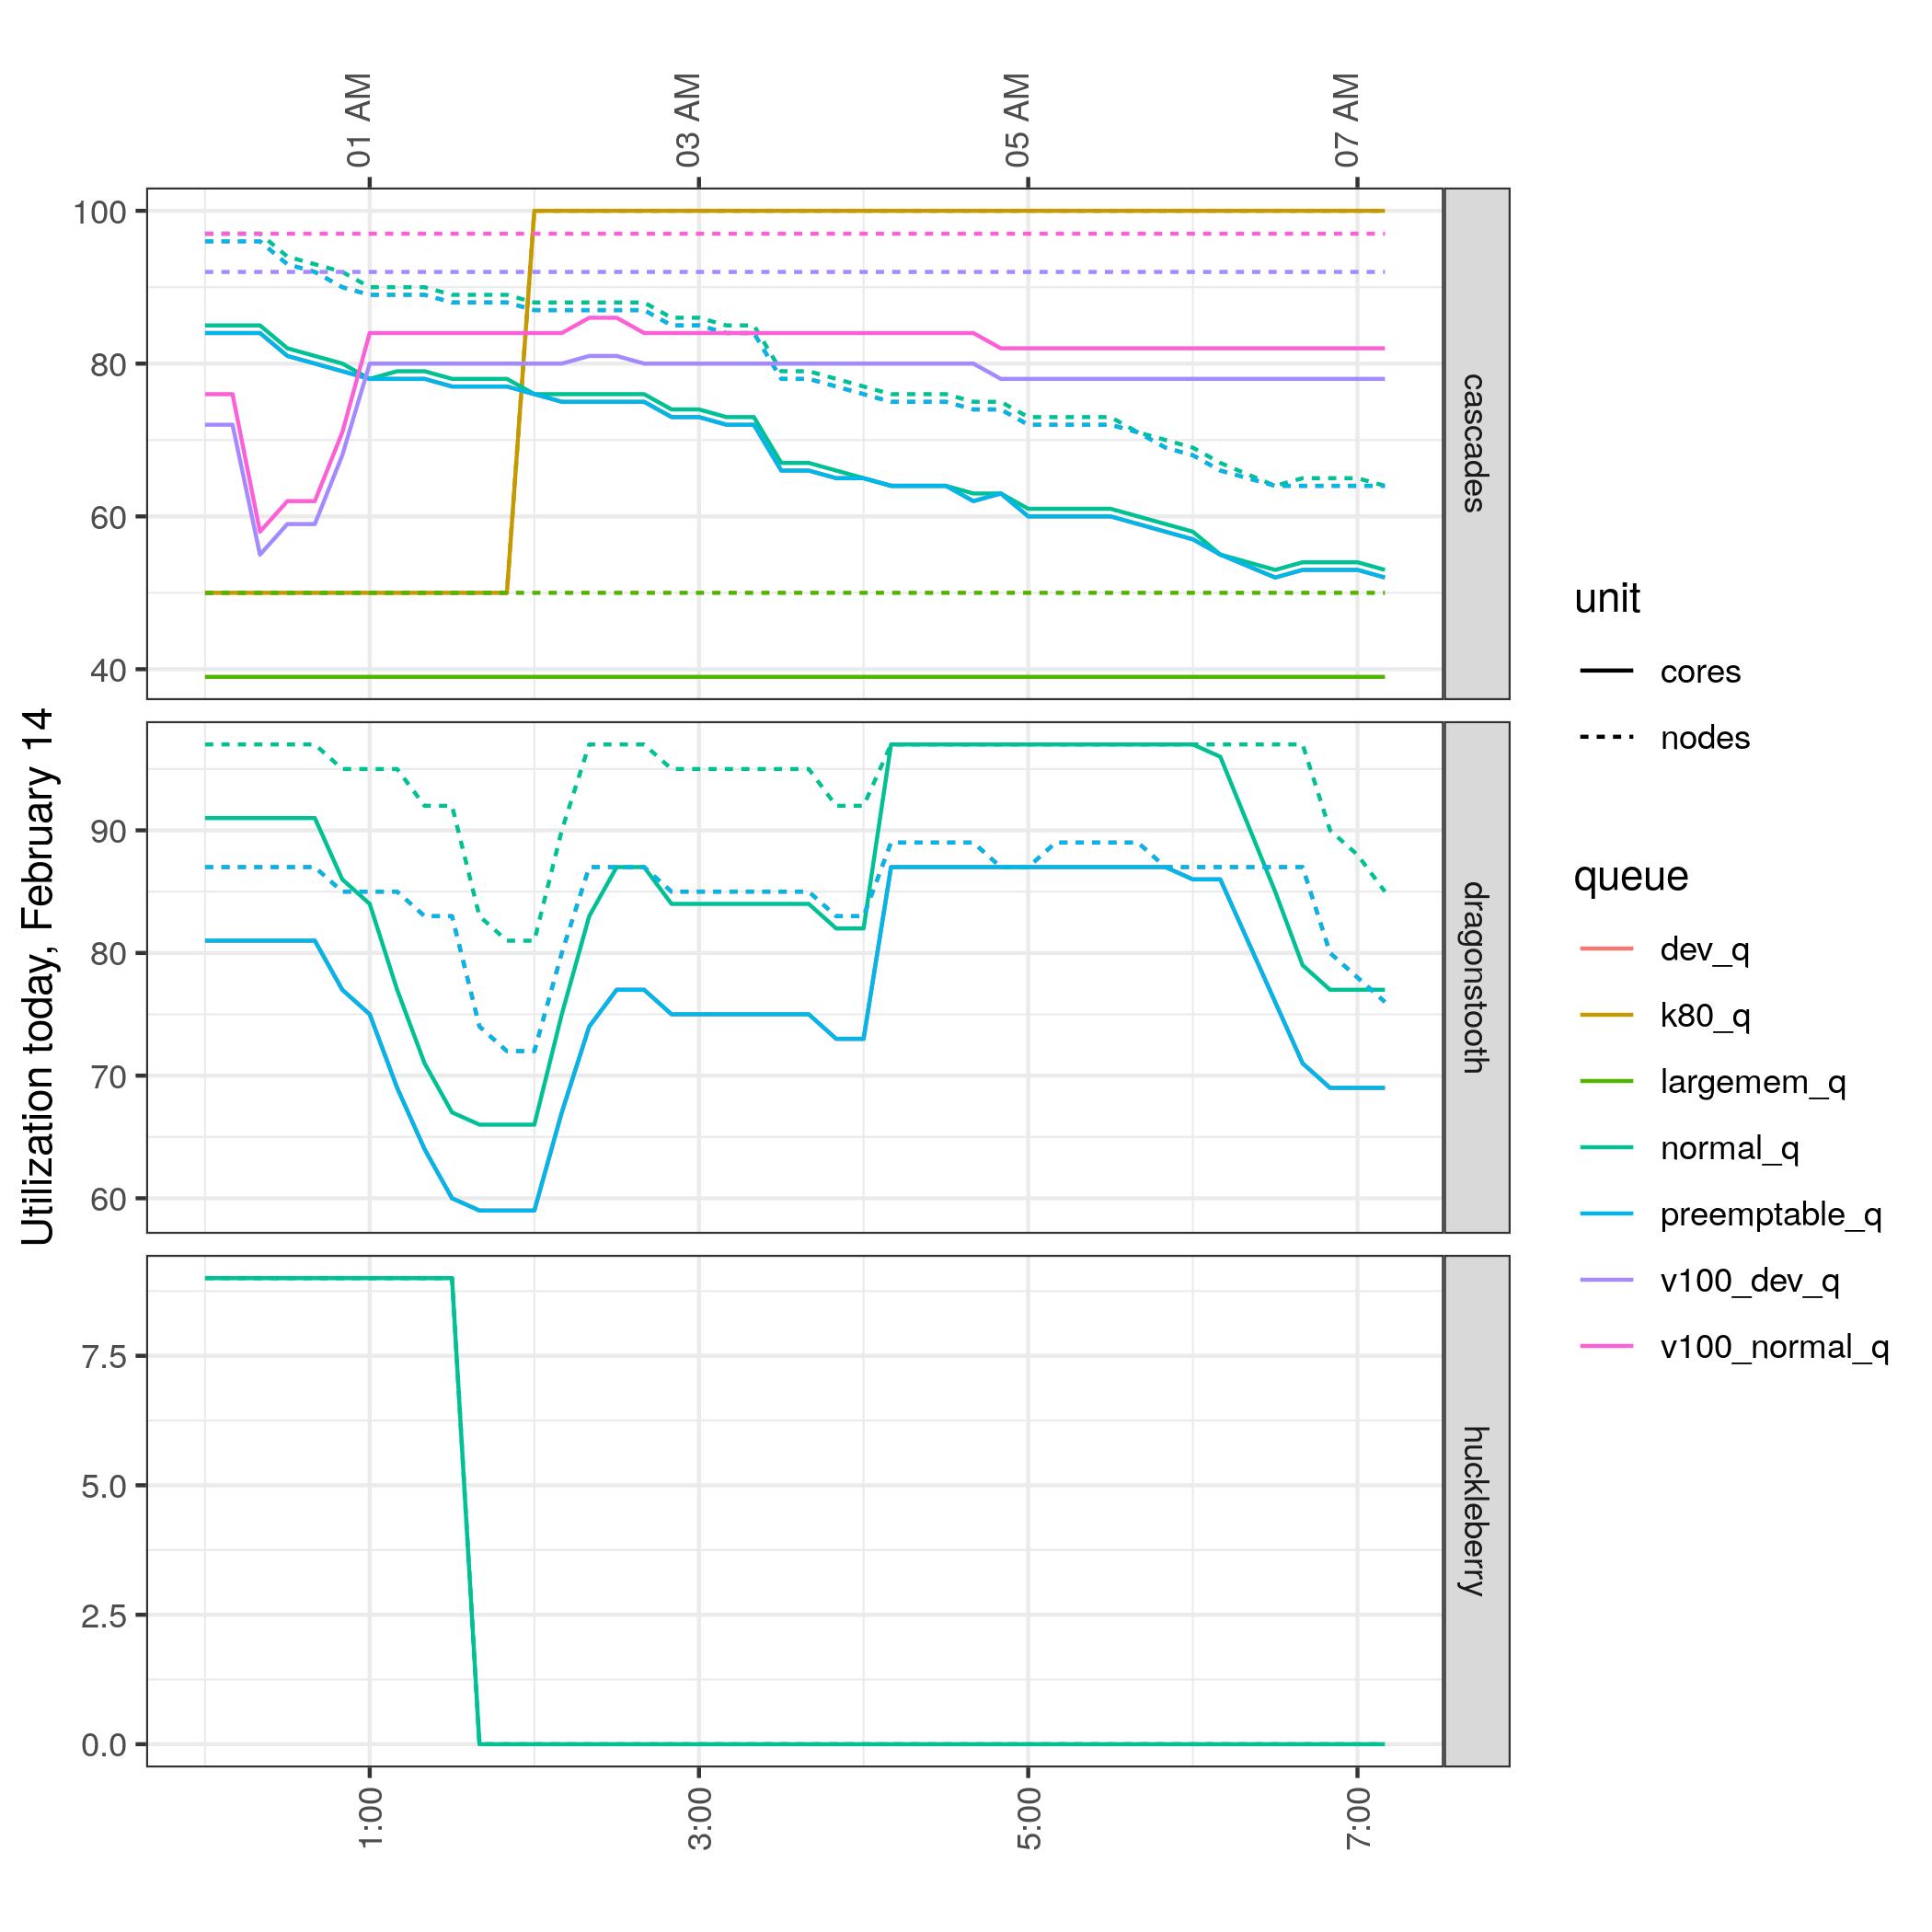 01 AM
03 AM
05 AM
07 AM
Utilization today, February 14
100
80
60
40
cascades
90
80
70
60
dragonstooth
7.5
5.0
2.5
0.0
huckleberry
1:00
3:00
5:00
7:00
unit
cores
nodes
queue
dev_q
k80_q
largemem_q
normal_q
preemptable_q
v100_dev_q
v100_normal_q